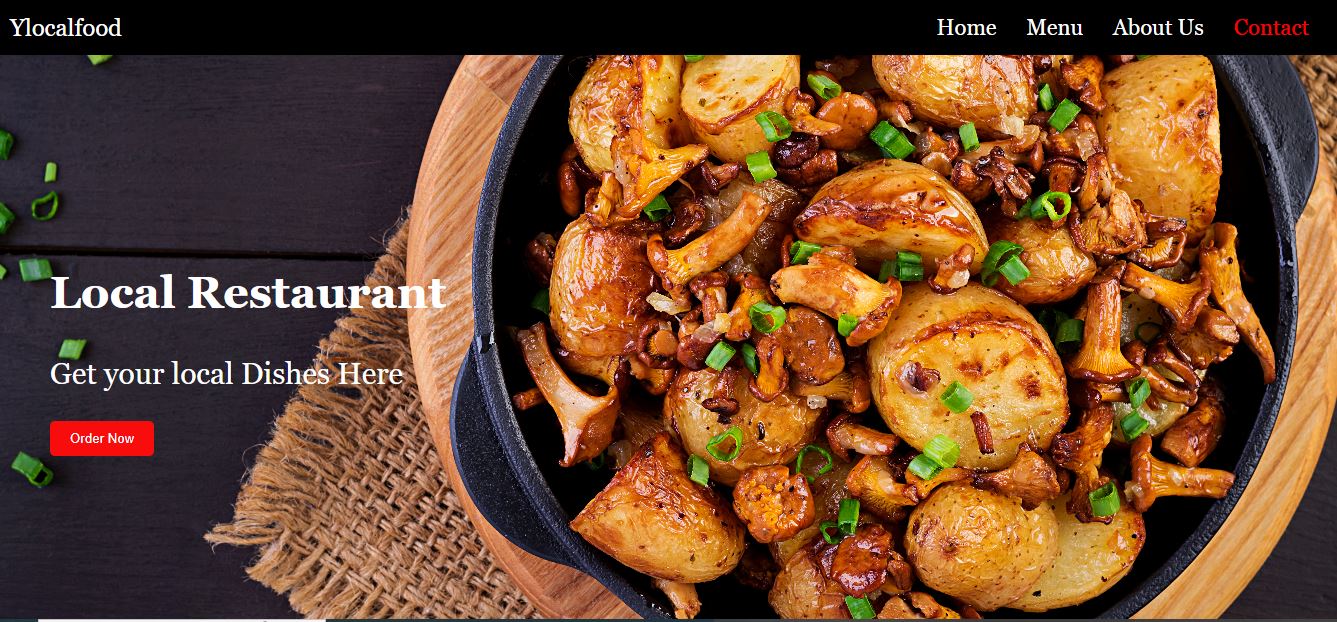 Ylocalfood
Home Menu About Us Contact
Local Restaurant
Get your local Dishes Here
Order Now